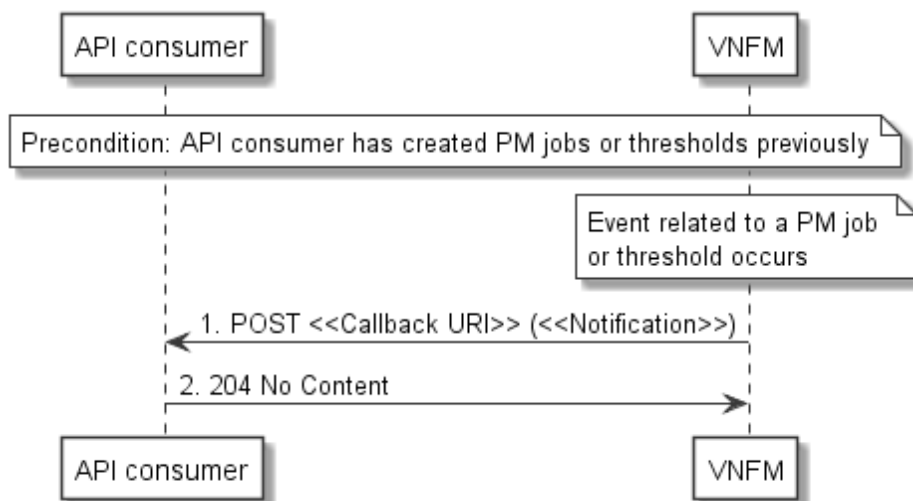 API consumer
VNFM
Precondition: API consumer has created PM jobs or thresholds previously
Event related to a PM job
or threshold occurs
1. POST <<Callback URI>> (<<Notification>>)
2. 204 No Content
API consumer
VNFM